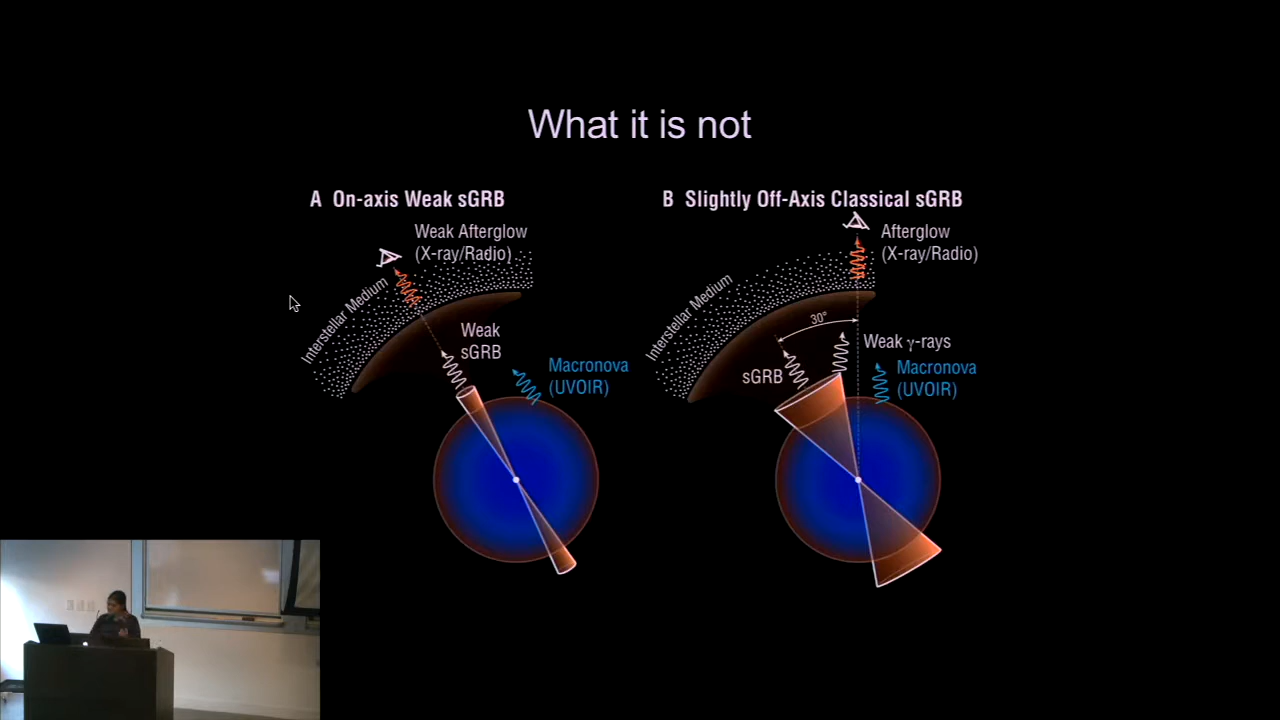 What it is not
A On-axis Weak sGRB
Weak Afterglow
(X-ray/Radio)
Interstellar Medium
Weak
sGRB
Macronova
(UVOIR)
B Slightly Off-Axis Classical sGRB
Afterglow
(X-ray/Radio)
Interstellar Medium
30°
Weak γ-rays
sGRB
Macronova
(UVOIR)